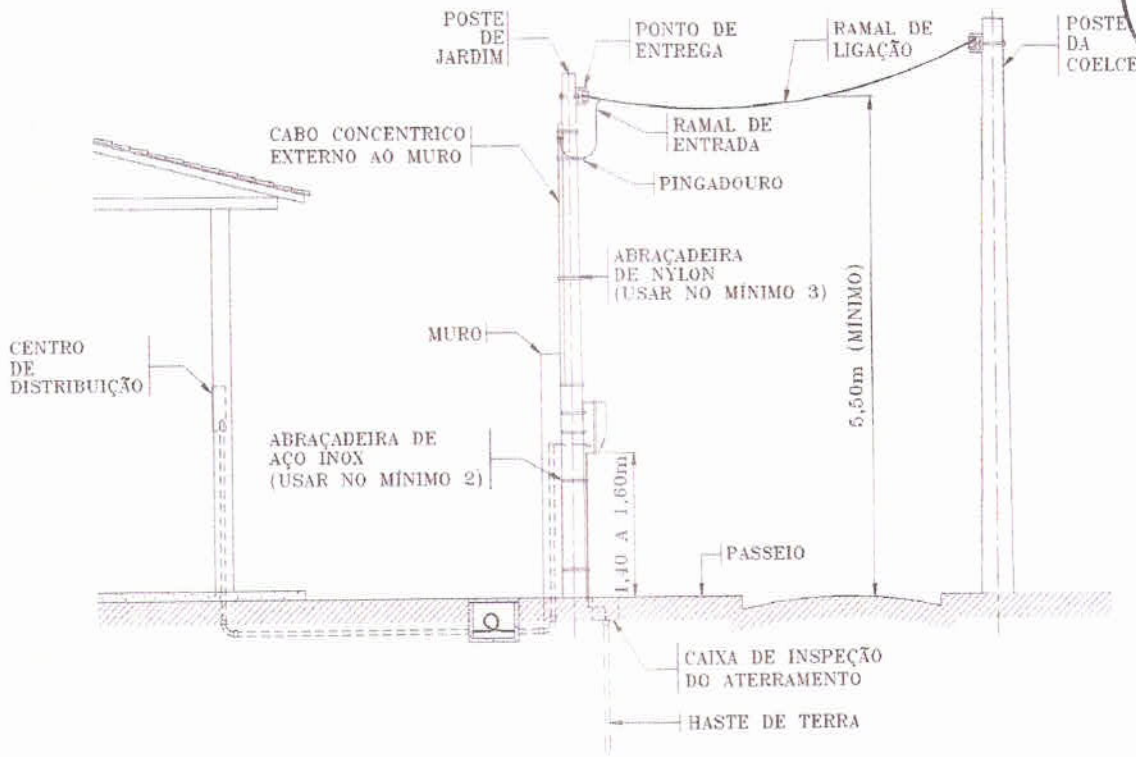 POSTE
DE
JARDIM
PONTO DE
ENTREGA
RAMAL DE
LIGAÇÃO
POSTE
DA
COELCE
CABO CONCENTRICO
EXTERNO AO MURO
RAMAL DE
ENTRADA
PINGADOURO
ABRAÇADEIRA
DE NYLON
(USAR NO MÍNIMO 3)
MURO
5,50m (MÍNIMO)
CENTRO
DE
DISTRIBUIÇÃO
ABRAÇADEIRA DE
AÇO INOX
(USAR NO MÍNIMO 2)
1,40 A 1,60m
PASSEIO
CAIXA DE INSPEÇÃO
DO ATERRAMENTO
HASTE DE TERRA